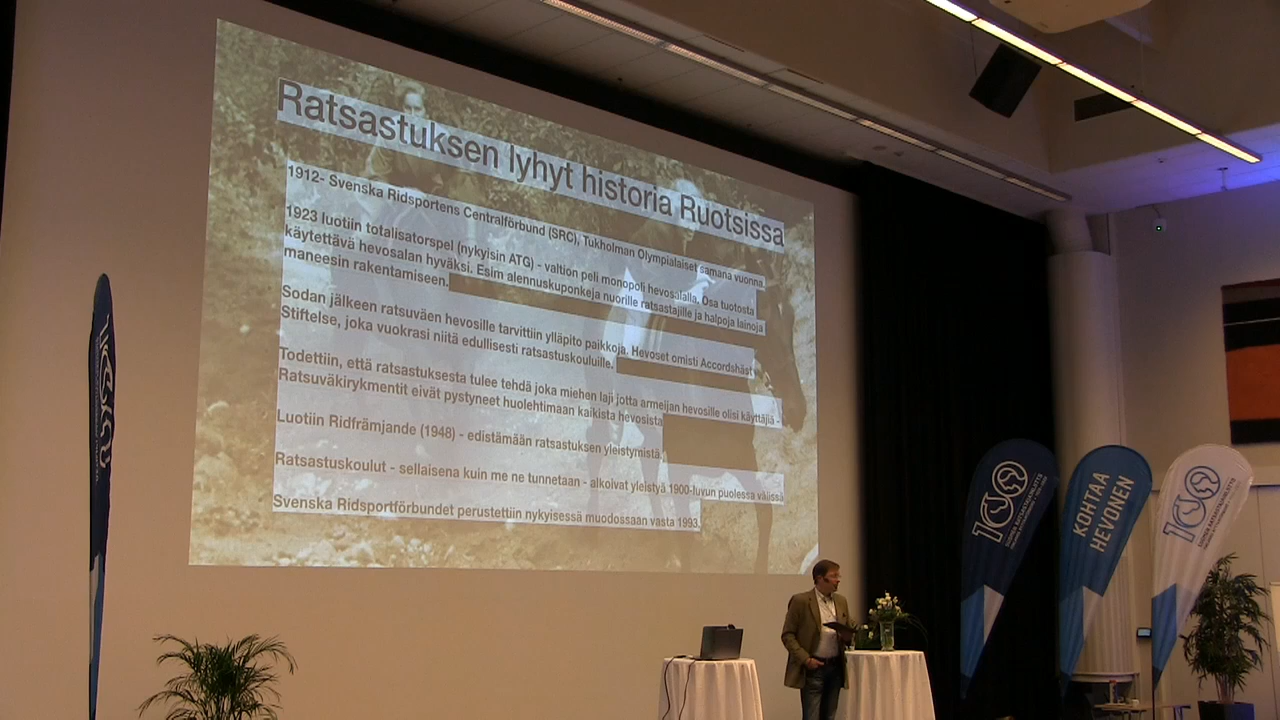 Ratsastuksen lyhyt historia Ruotsissa
1912- Svenska Ridsportens Centralförbund (SRC), Tukholman Olympialaiset samana vuonna.
1923 luotiin totalisatorspel (nykyisin ATG) - valtion peli monopoli hevosalalla. Osa tuotosta
käytettävä hevosalan hyväksi. Esim alennuskuponkeja nuorille ratsastajille ja halpoja lainoja
maneesin rakentamiseen.
Sodan jälkeen ratsuväen hevosille tarvittiin ylläpito paikkoja. Hevoset omisti Accordshäst
Stiftelse, joka vuokrasi niitä edullisesti ratsastuskouluille.
Todettiin, että ratsastuksesta tulee tehdä joka miehen laji jotta armeijan hevosille olisi käyttäjiä -
Ratsuväkirykmentit eivät pystyneet huolehtimaan kaikista hevosista
Luotiin Ridfrämjande (1948) - edistämään ratsastuksen yleistymistä.
Ratsastuskoulut - sellaisena kuin me ne tunnetaan - alkoivat yleistyä 1900-luvun puolessa välissä
Svenska Ridsportförbundet perustettiin nykyisessä muodossaan vasta 1993.
100
SUOMEN RATSASTAJAINLIITTO
KOHTAA
HEVONEN
100
SUOMEN RATSASTAJAINLIITTO